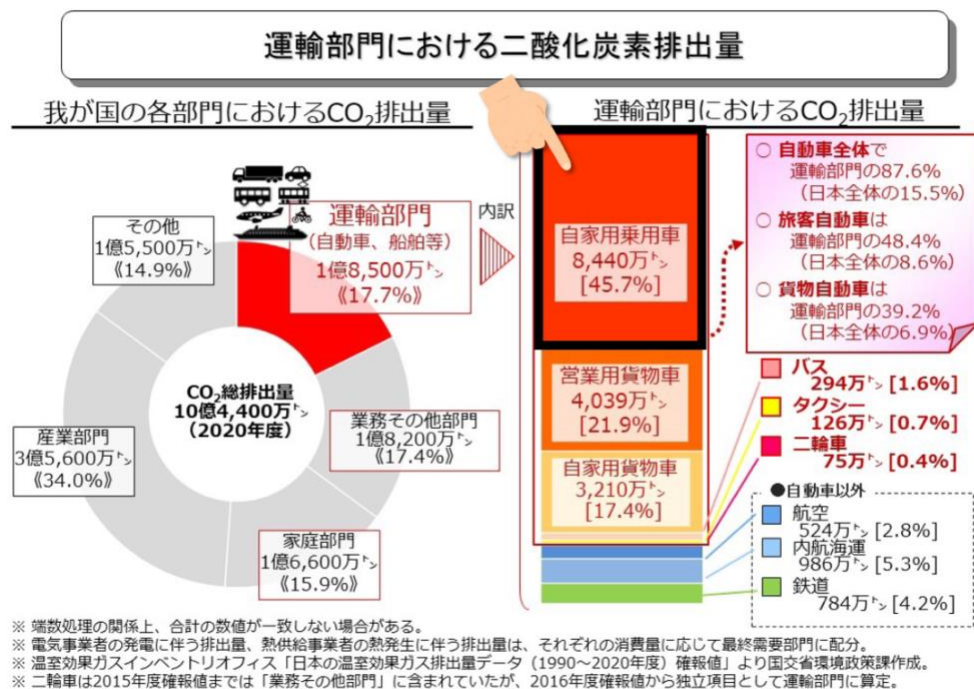 運輸部門における二酸化炭素排出量
我が国の各部門におけるCO₂排出量
運輸部門におけるCO₂排出量
その他
1億5,500万㌧
《14.9%》
運輸部門
（自動車、船舶等）
1億8,500万㌧
《17.7%》
内訳
CO₂総排出量
10億4,400万㌧
（2020年度）
産業部門
3億5,600万㌧
《34.0%》
業務その他部門
1億8,200万㌧
《17.4%》
家庭部門
1億6,600万㌧
《15.9%》
自家用乗用車
8,440万㌧
[45.7%]
営業用貨物車
4,039万㌧
[21.9%]
自家用貨物車
3,210万㌧
[17.4%]
○ 自動車全体で
運輸部門の87.6%
（日本全体の15.5%）
○ 旅客自動車は
運輸部門の48.4%
（日本全体の8.6%）
○ 貨物自動車は
運輸部門の39.2%
（日本全体の6.9%）
バス
294万㌧ [1.6%]
タクシー
126万㌧ [0.7%]
二輪車
75万㌧ [0.4%]
●自動車以外
航空
524万㌧ [2.8%]
内航海運
986万㌧ [5.3%]
鉄道
784万㌧ [4.2%]
※ 端数処理の関係上、合計の数値が一致しない場合がある。
※ 電気事業者の発電に伴う排出量、熱供給事業者の熱発生に伴う排出量は、それぞれの消費量に応じて最終需要部門に配分。
※ 温室効果ガスインベントリオフィス「日本の温室効果ガス排出量データ（1990～2020年度）確報値」より国交省環境政策課作成。
※ 二輪車は2015年度確報値までは「業務その他部門」に含まれていたが、2016年度確報値から独立項目として運輸部門に算定。